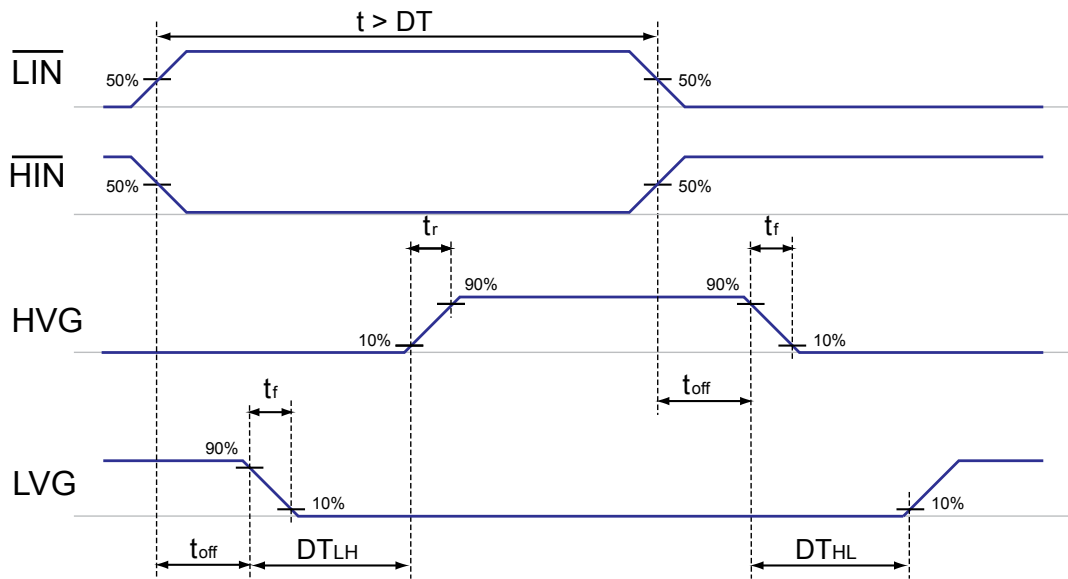 t > DT
LIN
50%
50%
HIN
50%
50%
tr
tf
90%
90%
HVG
10%
10%
tf
toff
90%
LVG
10%
10%
toff
DTLH
DTHL